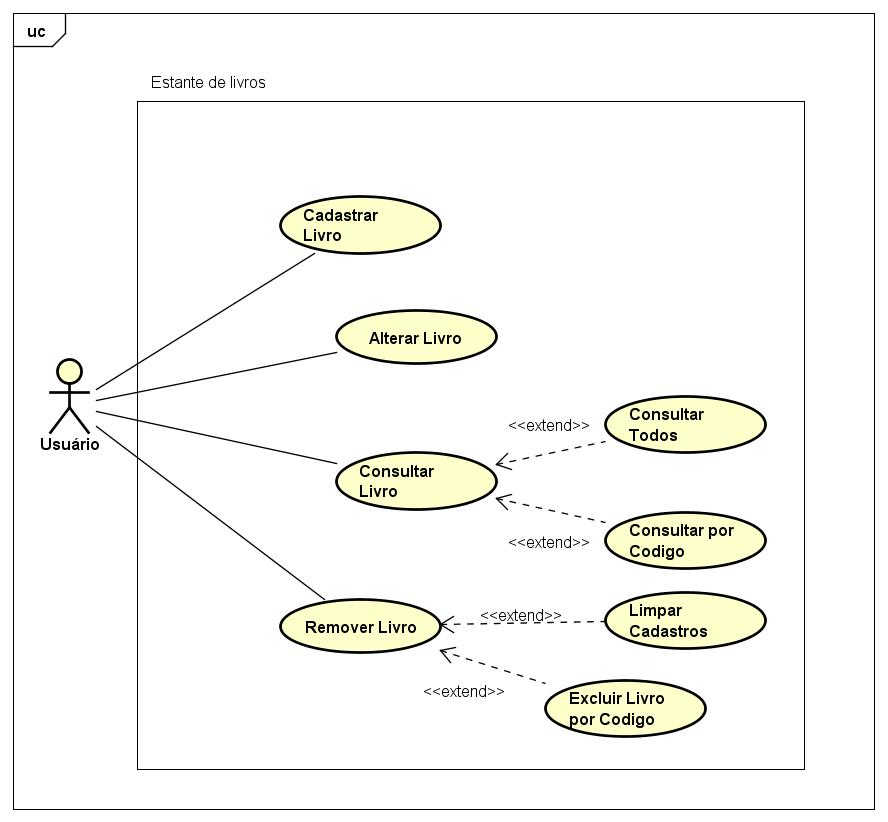 uc
Estante de livros
Cadastrar
Livro
Alterar Livro
Usuário
Consultar
Livro
<<extend>>
Consultar
Todos
<<extend>>
Consultar por
Codigo
Remover Livro
<<extend>>
Limpar
Cadastros
<<extend>>
Excluir Livro
por Codigo